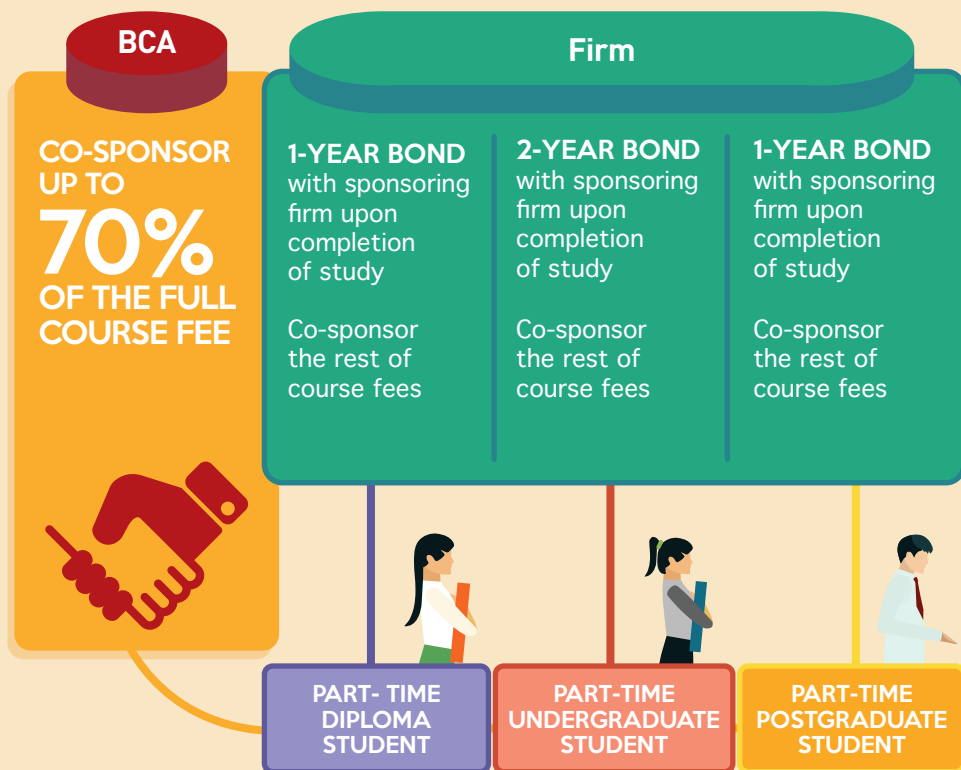 BCA
CO-SPONSOR
UP TO
70%
OF THE FULL
COURSE FEE
Firm
1-YEAR BOND
with sponsoring
firm upon
completion
of study
Co-sponsor
the rest of
course fees
2-YEAR BOND
with sponsoring
firm upon
completion
of study
Co-sponsor
the rest of
course fees
1-YEAR BOND
with sponsoring
firm upon
completion
of study
Co-sponsor
the rest of
course fees
PART- TIME
DIPLOMA
STUDENT
PART-TIME
UNDERGRADUATE
STUDENT
PART-TIME
POSTGRADUATE
STUDENT